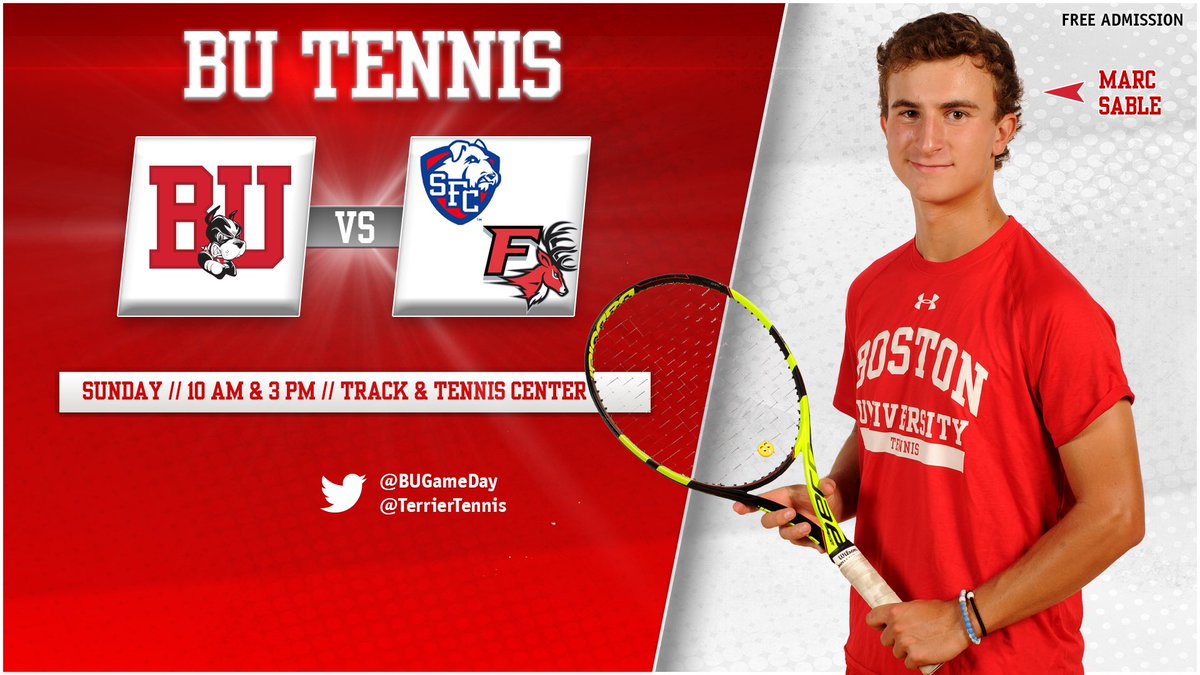 FREE ADMISSION
BU TENNIS
MARC
SABLE
BU
VS
SFC
F
SUNDAY // 10 AM & 3 PM // TRACK & TENNIS CENTER
@BUGameDay
@TerrierTennis
BOSTON
UNIVERSITY
TENNIS
Wilson